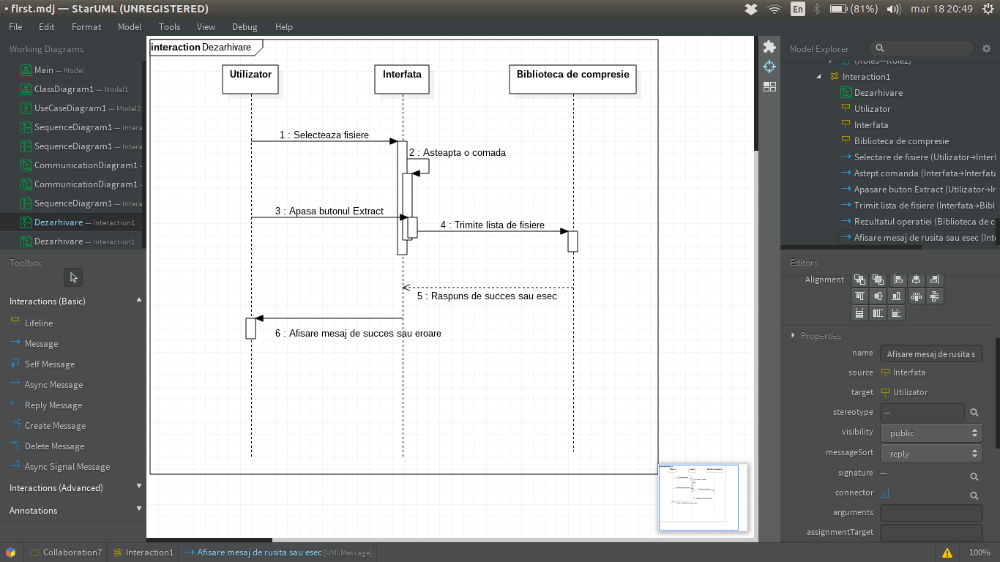 • first.mdj — StarUML (UNREGISTERED)
En
(81%)
mar 18 20:49
File Edit Format Model Tools View Debug Help
Working Diagrams
Main — Model
ClassDiagram1 — Model1
UseCaseDiagram1 — Model2
SequenceDiagram1 — Intera
SequenceDiagram1 — Intera
CommunicationDiagram1 -
CommunicationDiagram1 -
SequenceDiagram1 — Intera
Dezarhivare — Interaction1
Dezarhivare — Interaction1
Toolbox
Interactions (Basic)
Lifeline
Message
Self Message
Async Message
Reply Message
Create Message
Delete Message
Async Signal Message
Interactions (Advanced)
Annotations
interaction Dezarhivare
Utilizator
Interfata
Biblioteca de compresie
1 : Selecteaza fisiere
2 : Asteapta o comada
3 : Apasa butonul Extract
4 : Trimite lista de fisiere
5 : Raspuns de succes sau esec
6 : Afisare mesaj de succes sau eroare
Model Explorer
(Role3—Role2)
Interaction1
Dezarhivare
Utilizator
Interfata
Biblioteca de compresie
Selectare de fisiere (Utilizator→Interf
Astept comanda (Interfata→Interfata
Apasare buton Extract (Utilizator→Ir
Trimit lista de fisiere (Interfata→Bibl
Rezultatul operatiei (Biblioteca de c
Afisare mesaj de rusita sau esec (Inte
Editors
Alignment
Properties
name Afisare mesaj de rusita s
source Interfata
target Utilizator
stereotype —
visibility public
messageSort reply
signature —
connector
arguments
assignmentTarget
Collaboration7 Interaction1 Afisare mesaj de rusita sau esec [UMLMessage]
100%